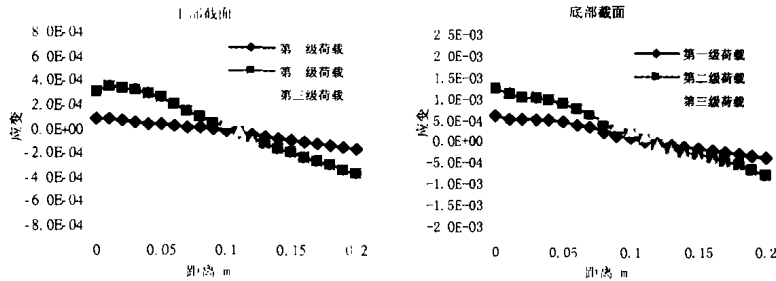 部截面
8.0E-04
6.0E-04
4.0E-04
2.0E-04
0.0E+00
-2.0E-04
-4.0E-04
-6.0E-04
-8.0E-04
应变
第 级荷载
第 级荷载
第三级荷载
0 0.05 0.1 0.15 0.2
距离 m
底部截面
2.5E-03
2.0E-03
1.5E-03
1.0E-03
5.0E-04
0.0E+00
-5.0E-04
-1.0E-03
-1.5E-03
-2.0E-03
应变
第一级荷载
第二级荷载
第三级荷载
0 0.05 0.1 0.15 0.2
距离 m